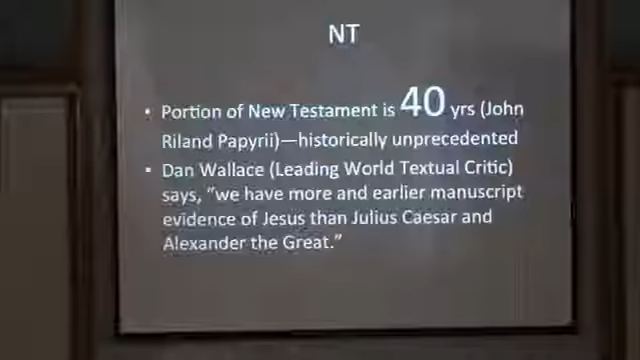 NT
• Portion of New Testament is 40 yrs (John
Riland Papyrii)—historically unprecedented
• Dan Wallace (Leading World Textual Critic)
says, “we have more and earlier manuscript
evidence of Jesus than Julius Caesar and
Alexander the Great.”